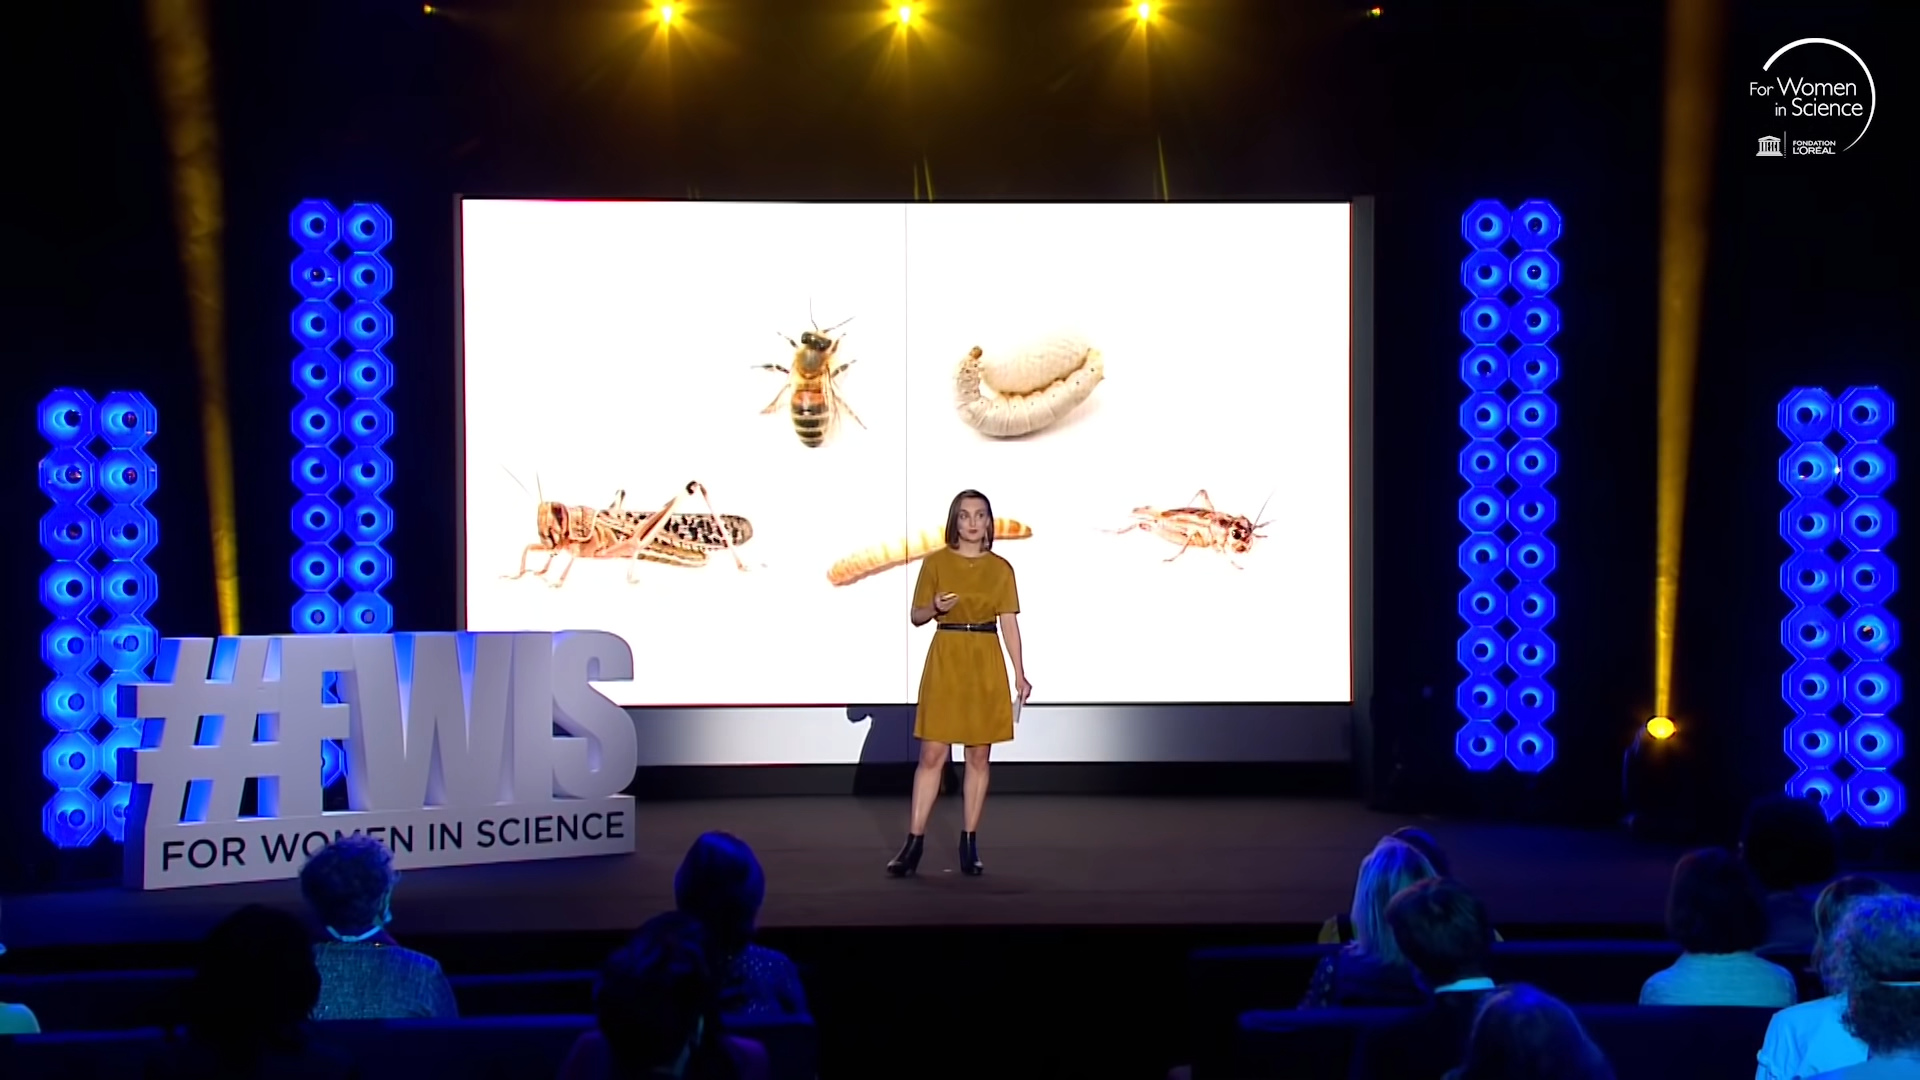 For Women
in Science
FONDATION
L'ORÉAL
#FWIS
FOR WOMEN IN SCIENCE